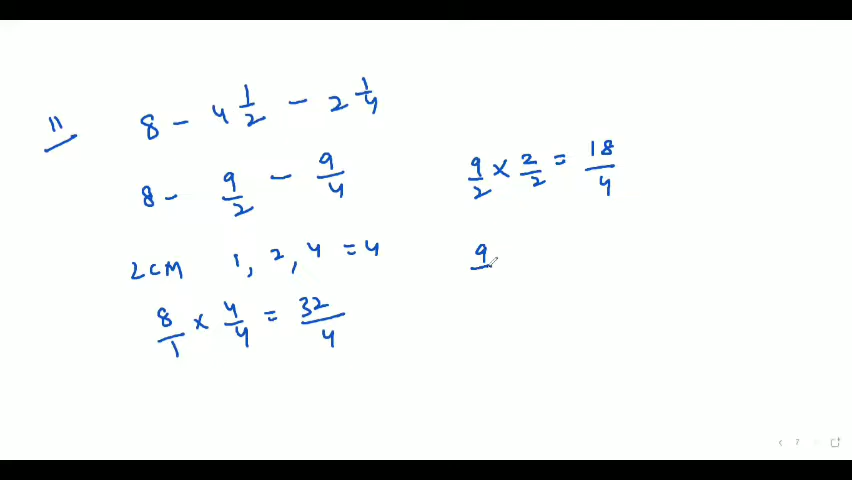 11
8 - 4 1/2 - 2 1/4
8 - 9/2 - 9/4
LCM 1, 2, 4 = 4
8/1 x 4/4 = 32/4
9/2 x 2/2 = 18/4
9/